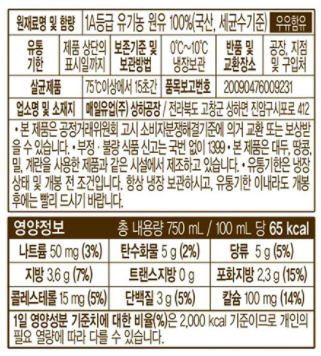 원재료명 및 함량 1A등급 유기농 원유 100%(국산, 세균수기준) 우유함유
유통기한 제품 상단의 표시일까지 보존기준 및 보관방법 0℃~10℃ 냉장보관 반품 및 교환장소 공장, 지점 및 구입처
살균제품 75℃이상에서 15초간 품목보고번호 20090476009231
업소명 및 소재지 매일유업(주) 상하공장 / 전라북도 고창군 상하면 진암구시포로 412
• 본 제품은 공정거래위원회 고시 소비자분쟁해결기준에 의거 교환 또는 보상받
을 수 있습니다. • 부정·불량 식품 신고는 국번 없이 1399 • 본 제품은 대두, 땅콩,
밀, 계란을 사용한 제품과 같은 시설에서 제조하고 있습니다. • 유통기한은 냉장
상태 및 개봉 전 조건입니다. 항상 냉장 보관하시고, 유통기한 이내라도 개봉
후에는 빨리 드시기 바랍니다.
영양정보 총 내용량 750 mL / 100 mL 당 65 kcal
나트륨 50 mg (3%) 탄수화물 5 g (2%) 당류 5 g (5%)
지방 3.6 g (7%) 트랜스지방 0 g 포화지방 2.3 g (15%)
콜레스테롤 15 mg (5%) 단백질 3 g (5%) 칼슘 100 mg (14%)
1일 영양성분 기준치에 대한 비율(%)은 2,000 kcal 기준이므로 개인의
필요 열량에 따라 다를 수 있습니다.